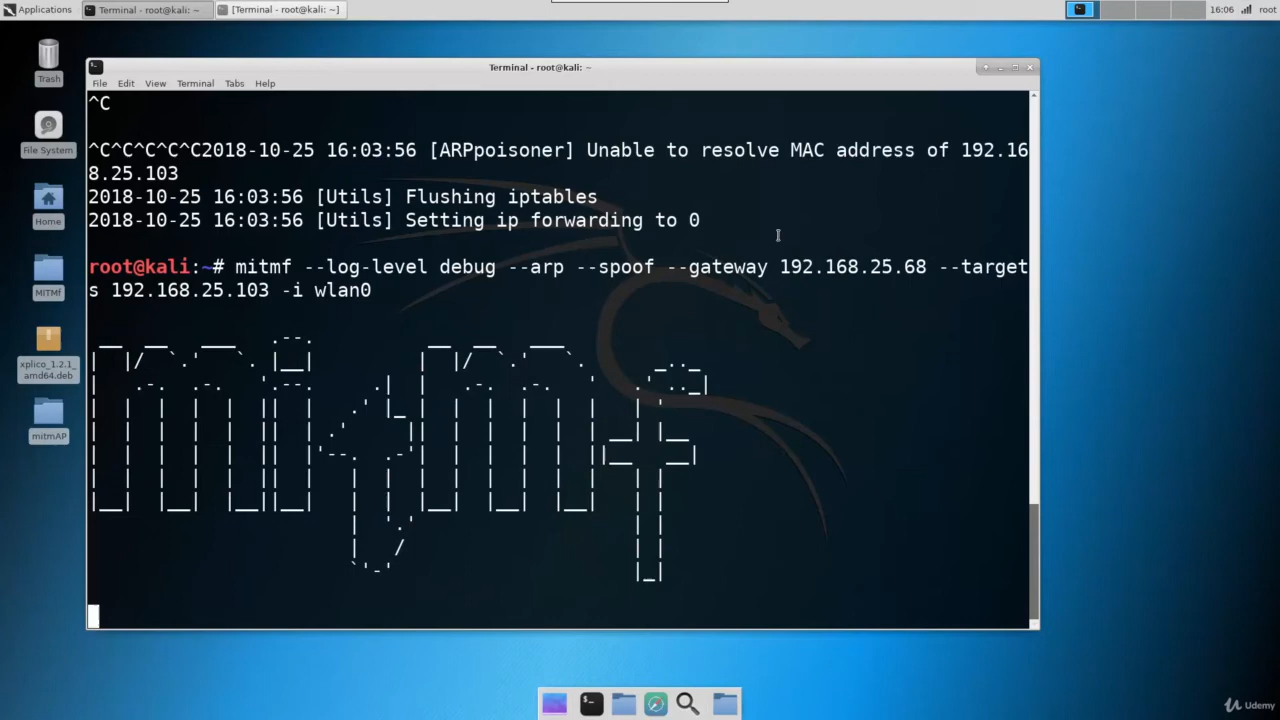 Applications
Terminal - root@kali: ~
[Terminal - root@kali: ~]
16:06
root
Trash
File System
Home
MITMf
xplico_1.2.1_
amd64.deb
mitmAP
Terminal - root@kali: ~
File Edit View Terminal Tabs Help
^C
^C^C^C^C^C2018-10-25 16:03:56 [ARPpoisoner] Unable to resolve MAC address of 192.16
8.25.103
2018-10-25 16:03:56 [Utils] Flushing iptables
2018-10-25 16:03:56 [Utils] Setting ip forwarding to 0
root@kali:~# mitmf --log-level debug --arp --spoof --gateway 192.168.25.68 --target
s 192.168.25.103 -i wlan0
MitMf
Udemy